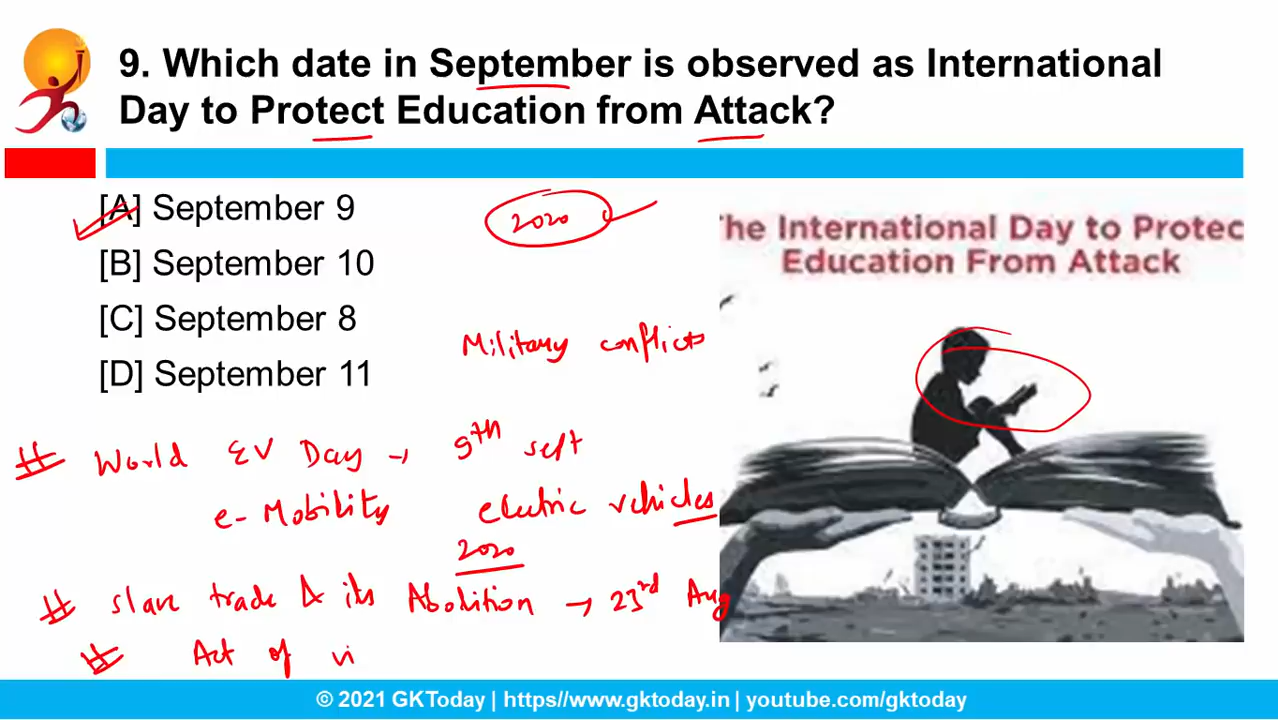 9. Which date in September is observed as International
Day to Protect Education from Attack?
[A] September 9
[B] September 10
[C] September 8
[D] September 11
2020
The International Day to Protec
Education From Attack
Military conflicts
# World EV Day → 9th sept
e-Mobility electric vehicles
2020
# slave trade & its Abolition → 23rd Aug
# Act of vi
© 2021 GKToday | https//www.gktoday.in | youtube.com/gktoday